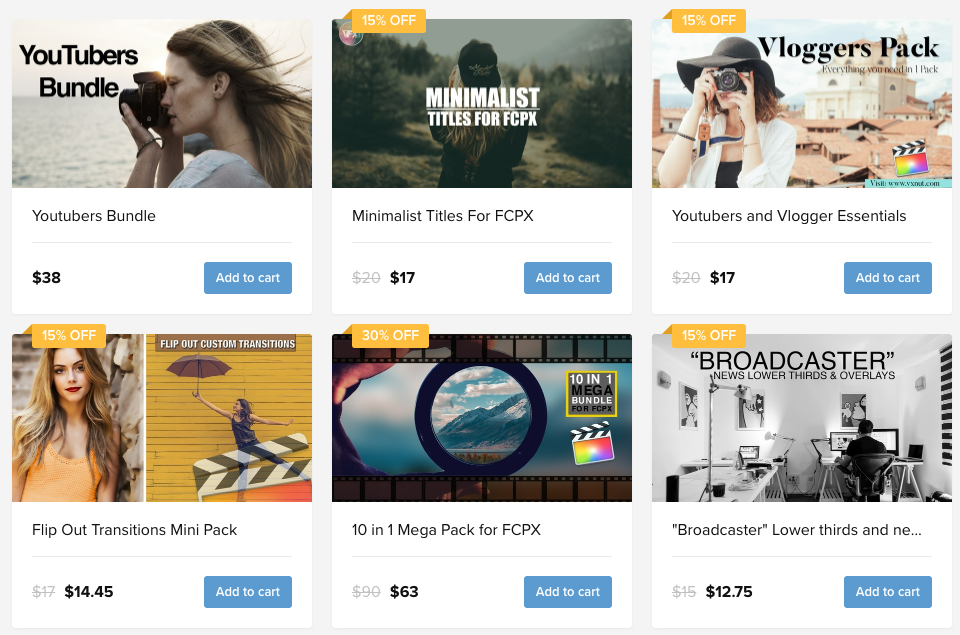 YouTubers
Bundle
Youtubers Bundle
$38
Add to cart
15% OFF
VFX
MINIMALIST
TITLES FOR FCPX
Minimalist Titles For FCPX
$20 $17
Add to cart
15% OFF
Vloggers Pack
Everything you need in 1 Pack
Visit: www.vxnut.com
Youtubers and Vlogger Essentials
$20 $17
Add to cart
15% OFF
FLIP OUT CUSTOM TRANSITIONS
Flip Out Transitions Mini Pack
$17 $14.45
Add to cart
30% OFF
10 IN 1
MEGA
BUNDLE
FOR FCPX
10 in 1 Mega Pack for FCPX
$90 $63
Add to cart
15% OFF
“BROADCASTER”
NEWS LOWER THIRDS & OVERLAYS
"Broadcaster" Lower thirds and ne...
$15 $12.75
Add to cart